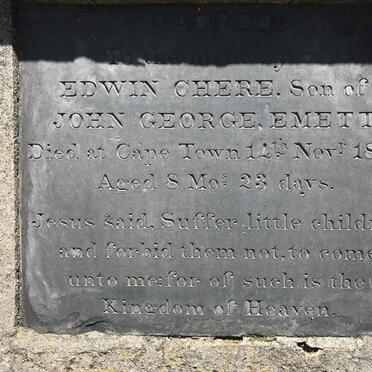 SACRED
To the memory of
EDWIN CHERE, Son of
JOHN GEORGE, EMETT
Died at Cape Town 14th Novr. 18
Aged 8 Mos 23 days.
Jesus said, Suffer little childr
and forbid them not, to come
unto me: for of such is the
Kingdom of Heaven.